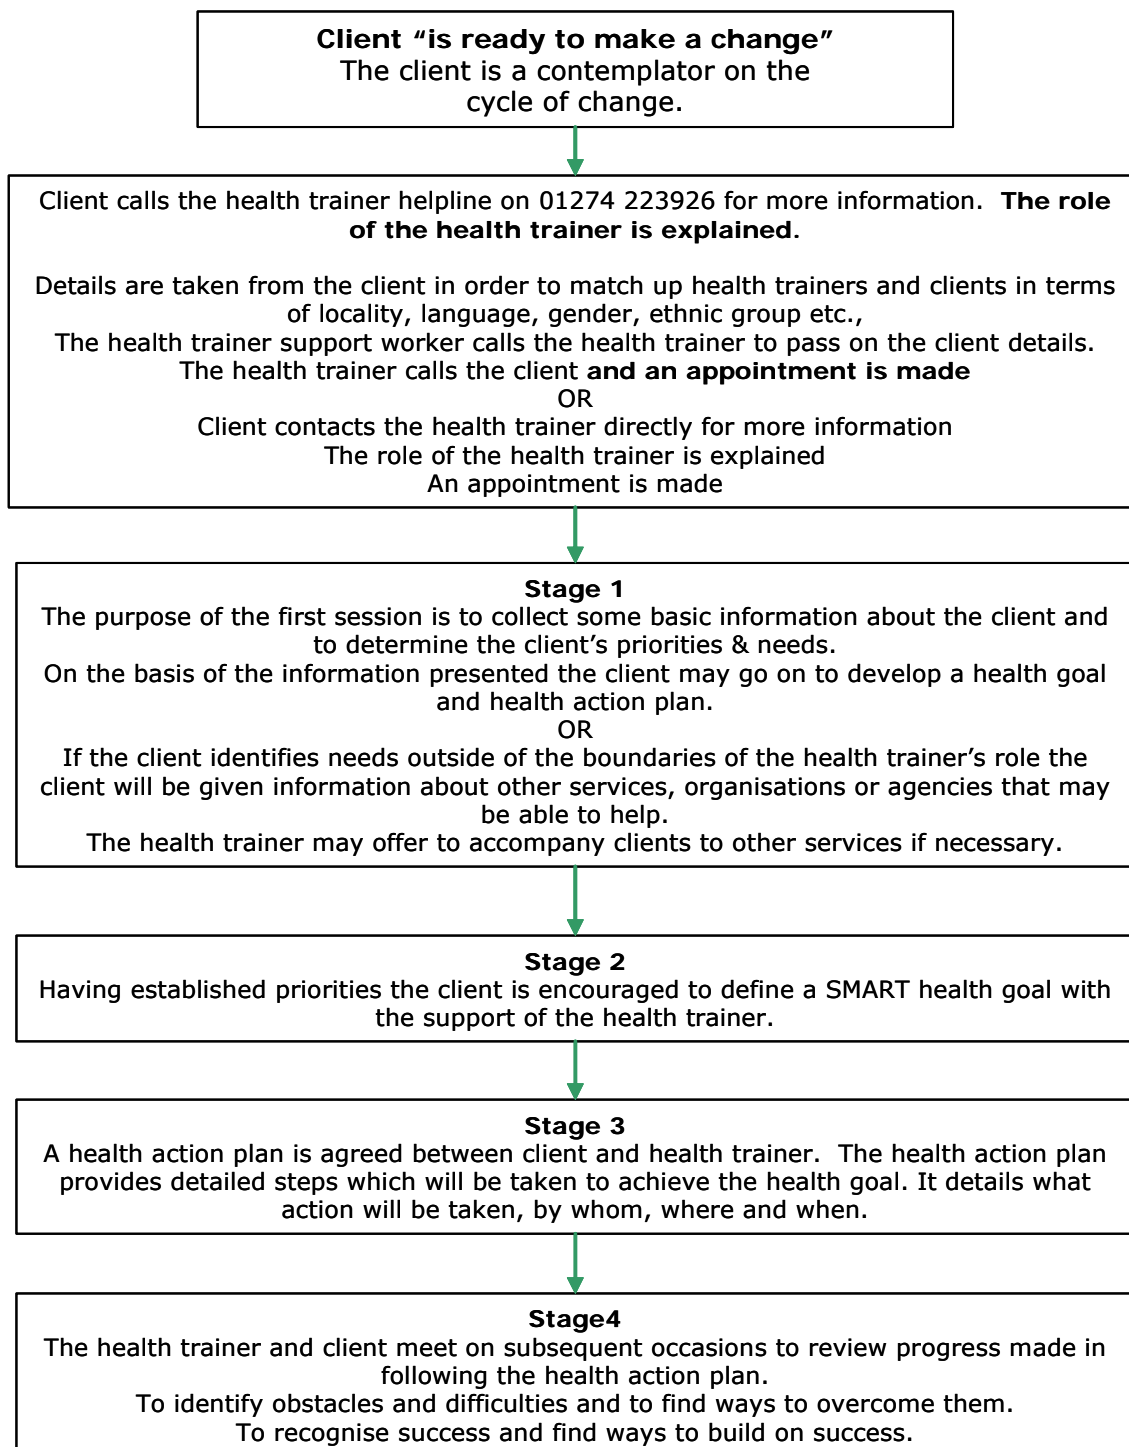 Client “is ready to make a change”
The client is a contemplator on the
cycle of change.
Client calls the health trainer helpline on 01274 223926 for more information.  The role
of the health trainer is explained.
Details are taken from the client in order to match up health trainers and clients in terms
of locality, language, gender, ethnic group etc.,
The health trainer support worker calls the health trainer to pass on the client details.
The health trainer calls the client and an appointment is made
OR
Client contacts the health trainer directly for more information
The role of the health trainer is explained
An appointment is made
Stage 1
The purpose of the first session is to collect some basic information about the client and
to determine the client’s priorities & needs.
On the basis of the information presented the client may go on to develop a health goal
and health action plan.
OR
If the client identifies needs outside of the boundaries of the health trainer’s role the
client will be given information about other services, organisations or agencies that may
be able to help.
The health trainer may offer to accompany clients to other services if necessary.
Stage 2
Having established priorities the client is encouraged to define a SMART health goal with
the support of the health trainer.
Stage 3
A health action plan is agreed between client and health trainer.  The health action plan
provides detailed steps which will be taken to achieve the health goal. It details what
action will be taken, by whom, where and when.
Stage4
The health trainer and client meet on subsequent occasions to review progress made in
following the health action plan.
To identify obstacles and difficulties and to find ways to overcome them.
To recognise success and find ways to build on success.